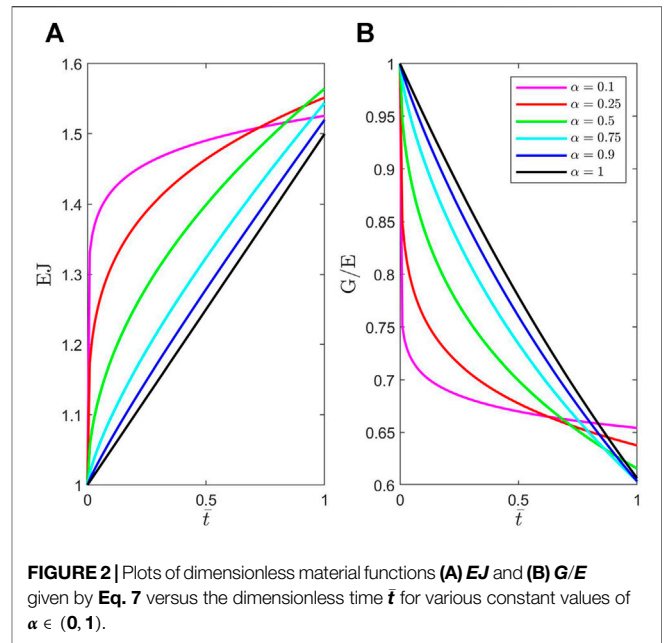 A
B
1.6
1.5
1.4
1.3
1.2
1.1
1
EJ
0
0.5
1
t̄
1
0.95
0.9
0.85
0.8
0.75
0.7
0.65
0.6
G/E
0
0.5
1
t̄
α = 0.1
α = 0.25
α = 0.5
α = 0.75
α = 0.9
α = 1
FIGURE 2 | Plots of dimensionless material functions (A) EJ and (B) G/E
given by Eq. 7 versus the dimensionless time t̄ for various constant values of
α ∈ (0, 1).